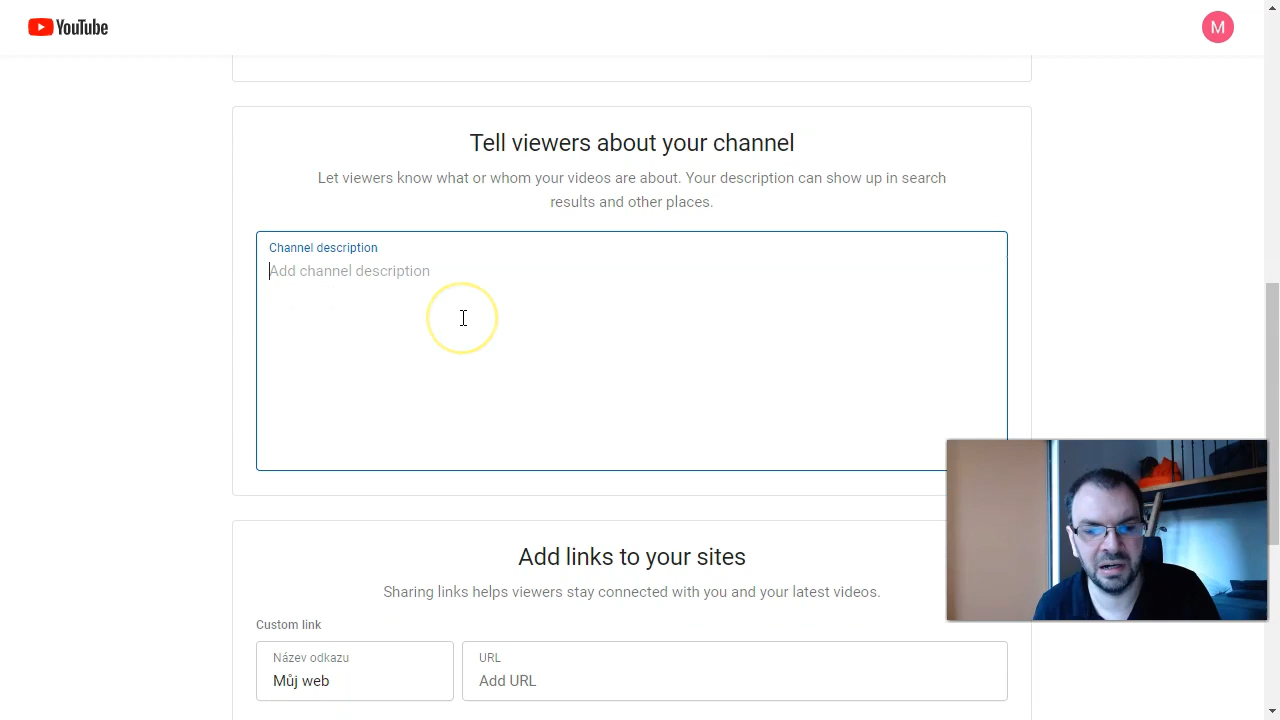 YouTube
M
Tell viewers about your channel
Let viewers know what or whom your videos are about. Your description can show up in search
results and other places.
Channel description
Add channel description
Add links to your sites
Sharing links helps viewers stay connected with you and your latest videos.
Custom link
Název odkazu
Můj web
URL
Add URL